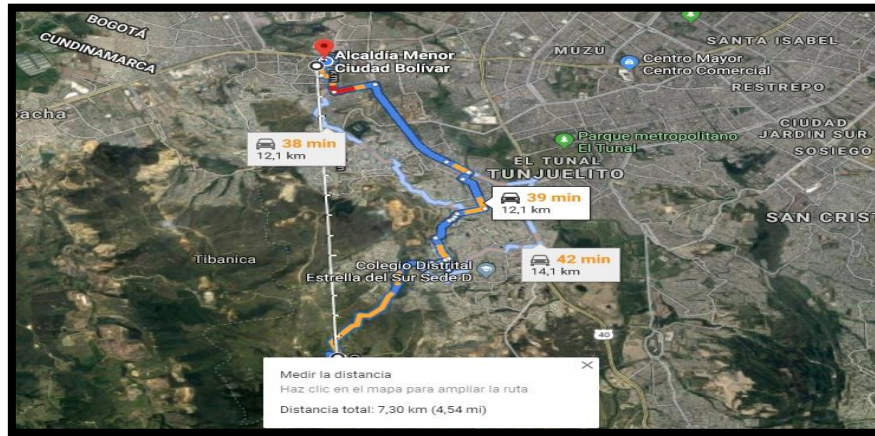 BOGOTÁ
CUNDINAMARCA
Alcaldía Menor
Ciudad Bolívar
MUZU
SANTA ISABEL
Centro Mayor
Centro Comercial
RESTREPO
CIUDAD
JARDIN SUR
SOSIEGO
Parque metropolitano
El Tunal
38 min
12,1 km
EL TUNAL
TUNJUELITO
39 min
12,1 km
SAN CRIST
Tibanica
Colegio Distrital
Estrella del Sur Sede D
42 min
14,1 km
40
Medir la distancia
Haz clic en el mapa para ampliar la ruta
Distancia total: 7,30 km (4,54 mi)